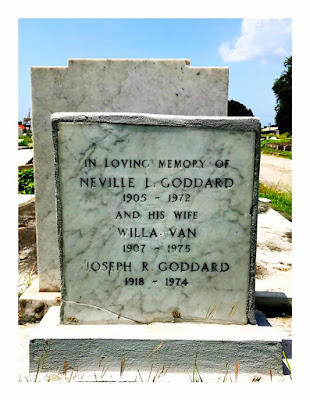 IN LOVING MEMORY OF
NEVILLE L. GODDARD
1905 - 1972
AND HIS WIFE
WILLA VAN
1907 - 1975
JOSEPH R. GODDARD
1918 - 1974